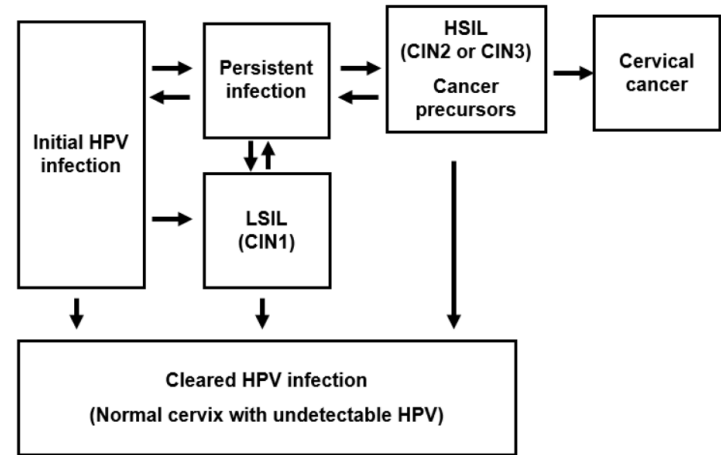 Initial HPV
infection
Persistent
infection
LSIL
(CIN1)
HSIL
(CIN2 or CIN3)
Cancer
precursors
Cervical
cancer
Cleared HPV infection
(Normal cervix with undetectable HPV)